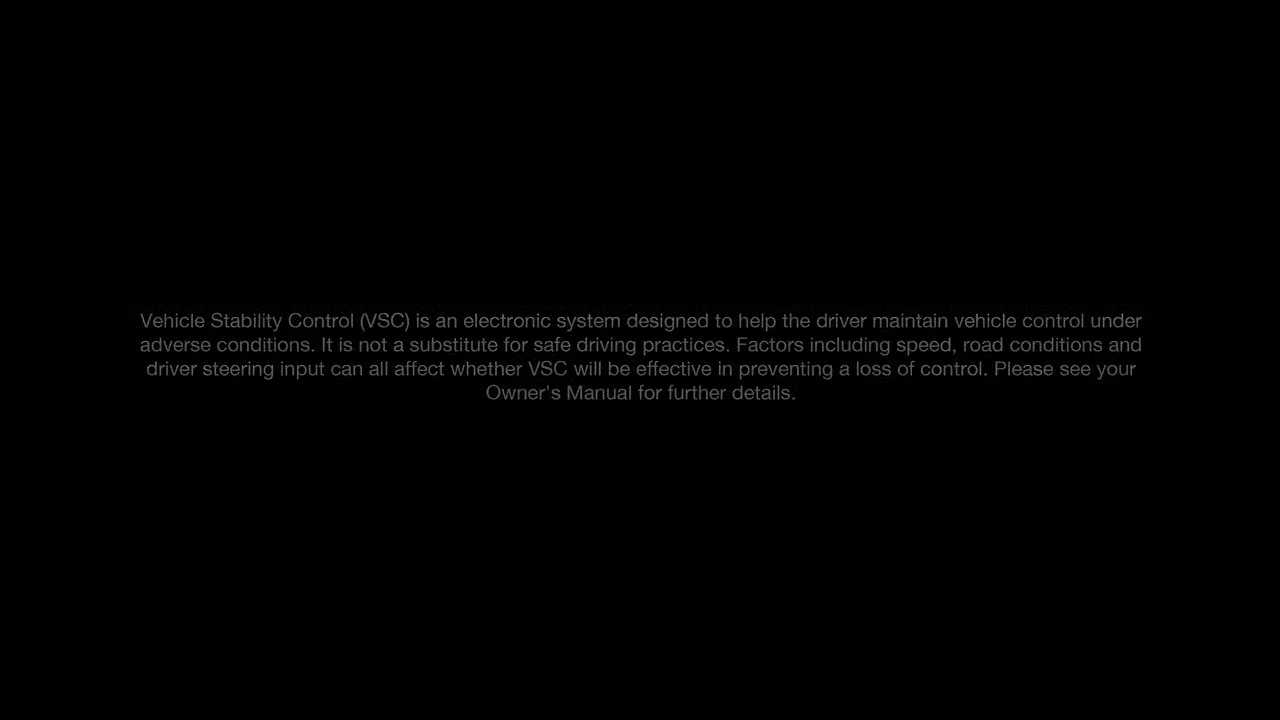 Vehicle Stability Control (VSC) is an electronic system designed to help the driver maintain vehicle control under
adverse conditions. It is not a substitute for safe driving practices. Factors including speed, road conditions and
driver steering input can all affect whether VSC will be effective in preventing a loss of control. Please see your
Owner's Manual for further details.